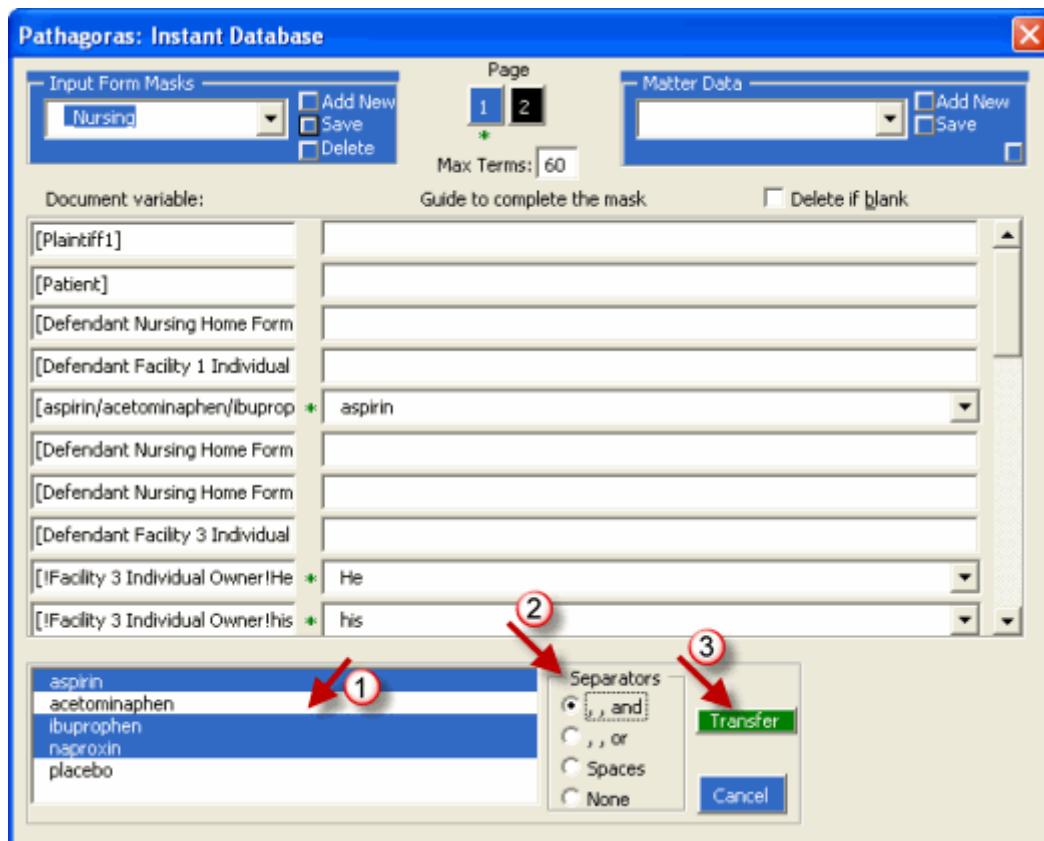 Pathagoras: Instant Database
Input Form Masks
_Nursing
Add New
Save
Delete
Page
1 2
*
Max Terms: 60
Matter Data
Add New
Save
Document variable: Guide to complete the mask Delete if blank
[Plaintiff1]
[Patient]
[Defendant Nursing Home Form
[Defendant Facility 1 Individual
[aspirin/acetominaphen/ibuprop * aspirin
[Defendant Nursing Home Form
[Defendant Nursing Home Form
[Defendant Facility 3 Individual
[!Facility 3 Individual Owner!He * He
[!Facility 3 Individual Owner!his * his
aspirin
acetominaphen
ibuprophen
naproxin
placebo
1
2
Separators
, , and
, , or
Spaces
None
3
Transfer
Cancel